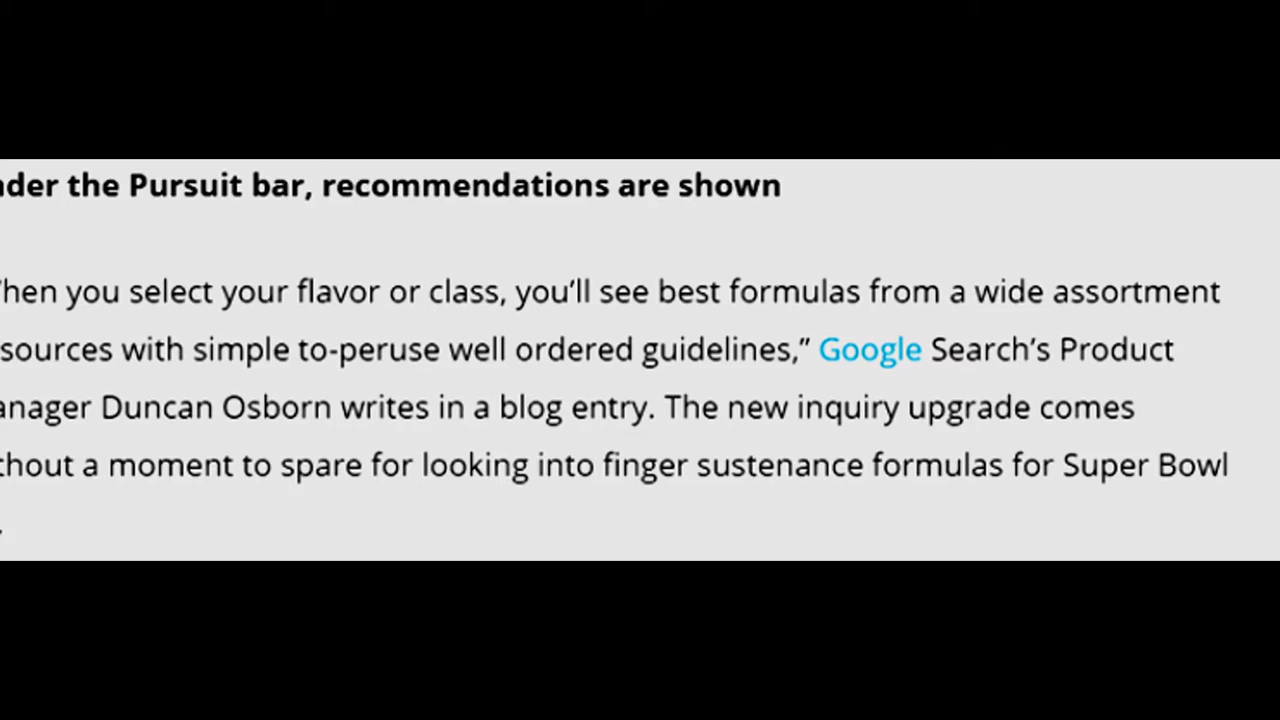 nder the Pursuit bar, recommendations are shown
hen you select your flavor or class, you’ll see best formulas from a wide assortment
sources with simple to-peruse well ordered guidelines,” Google Search’s Product
anager Duncan Osborn writes in a blog entry. The new inquiry upgrade comes
thout a moment to spare for looking into finger sustenance formulas for Super Bowl